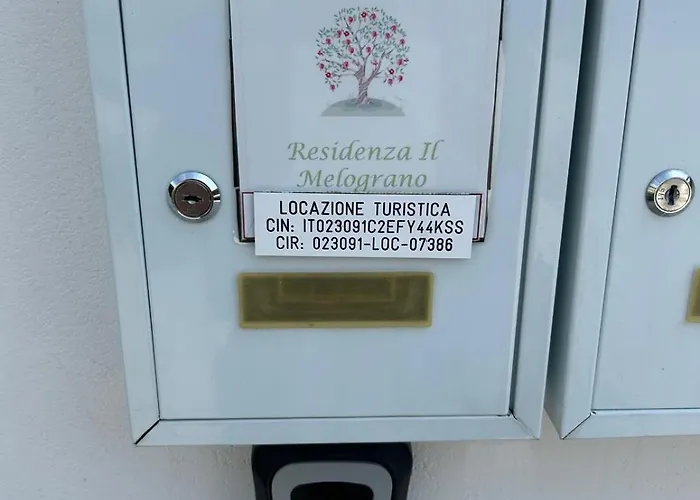 Residenza Il
Melograno
LOCAZIONE TURISTICA
CIN: IT023091C2EFY44KSS
CIR: 023091-LOC-07386